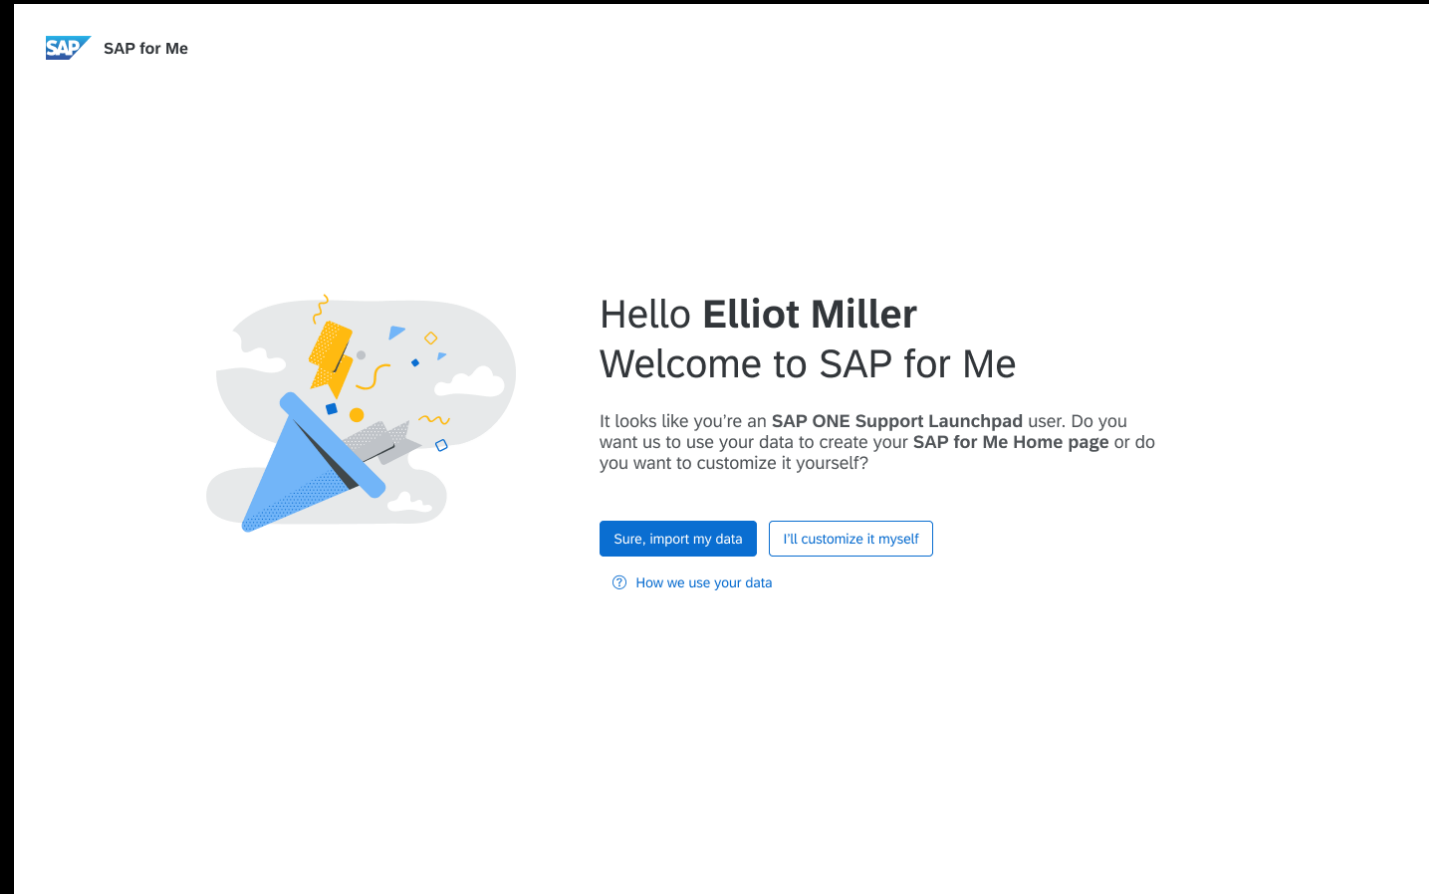 SAP SAP for Me
Hello Elliot Miller
Welcome to SAP for Me
It looks like you're an SAP ONE Support Launchpad user. Do you
want us to use your data to create your SAP for Me Home page or do
you want to customize it yourself?
Sure, import my data I'll customize it myself
? How we use your data